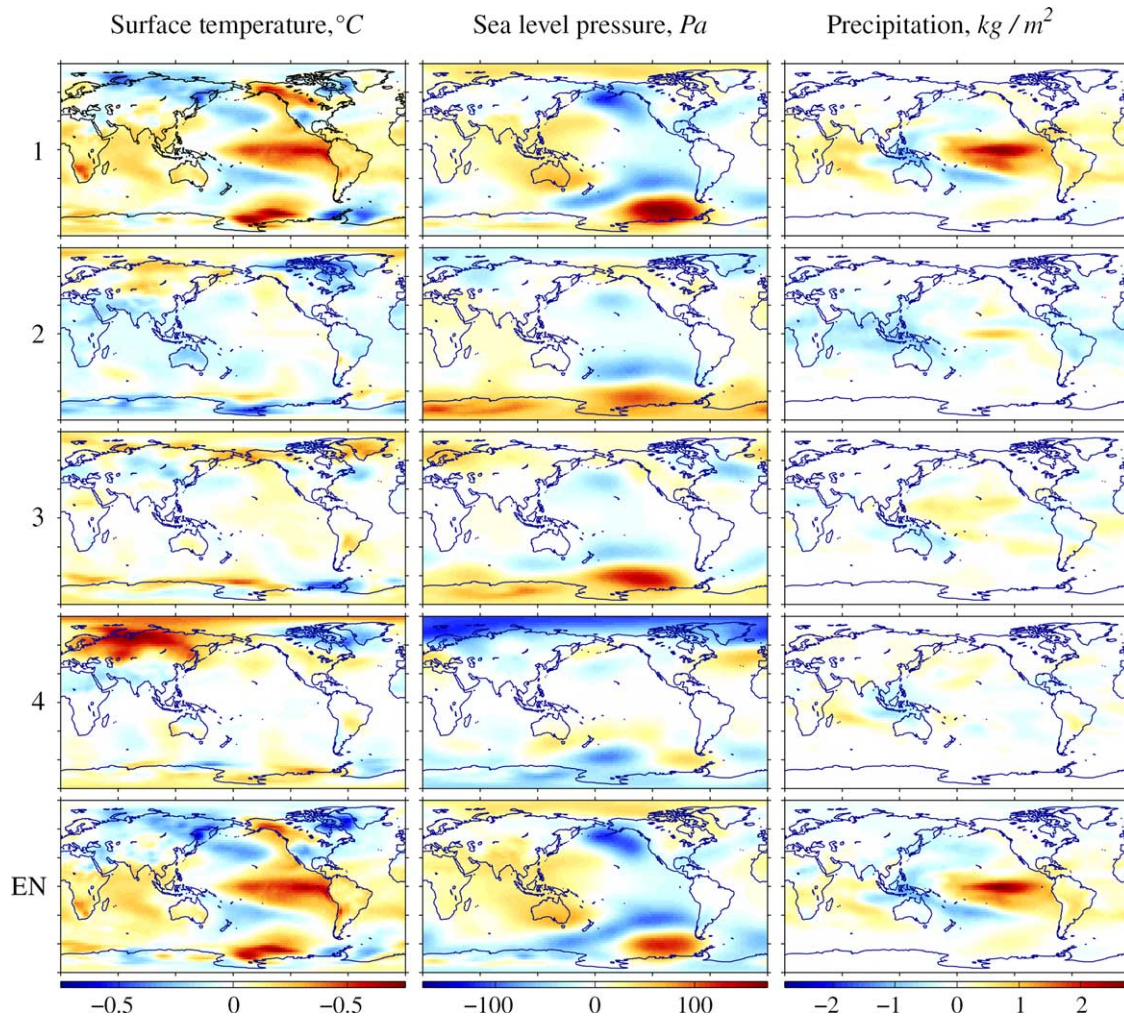 Surface temperature, °C
Sea level pressure, Pa
Precipitation, kg / m²
1
2
3
4
EN
−0.5 0 −0.5
−100 0 100
−2 −1 0 1 2